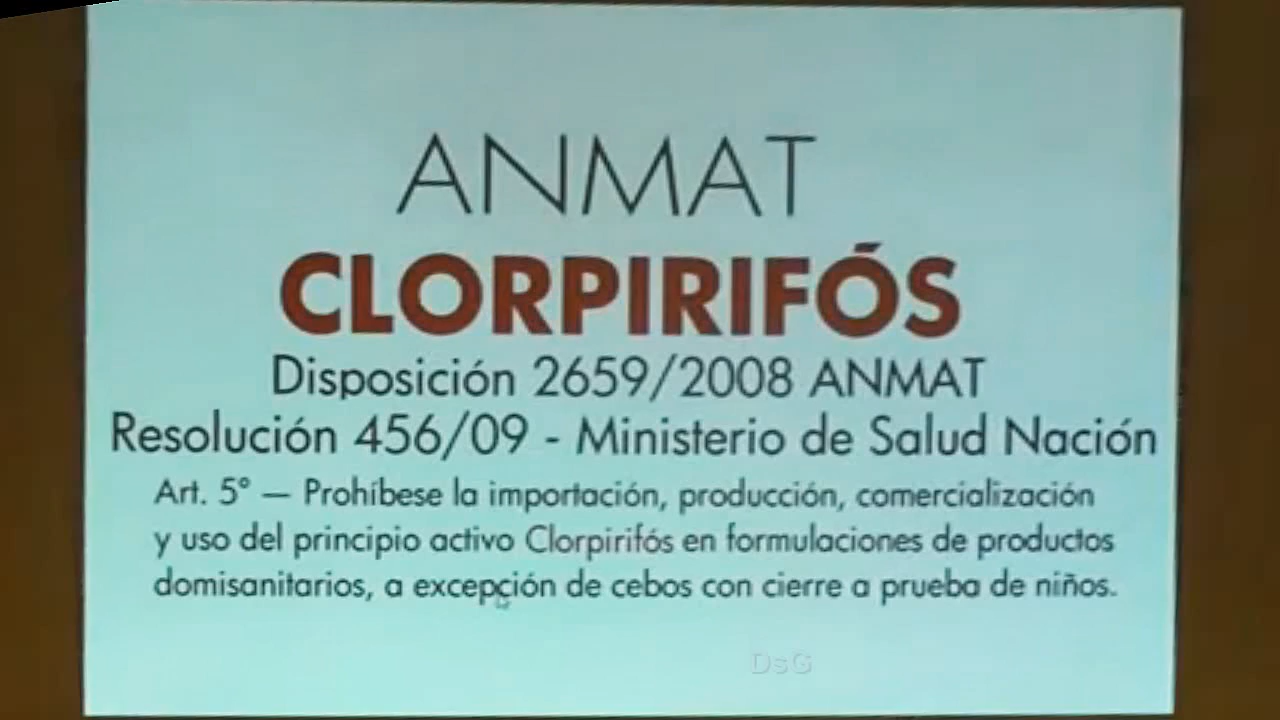 ANMAT
CLORPIRIFÓS
Disposición 2659/2008 ANMAT
Resolución 456/09 - Ministerio de Salud Nación
Art. 5° — Prohíbese la importación, producción, comercialización
y uso del principio activo Clorpirifós en formulaciones de productos
domisanitarios, a excepción de cebos con cierre a prueba de niños.
DsG